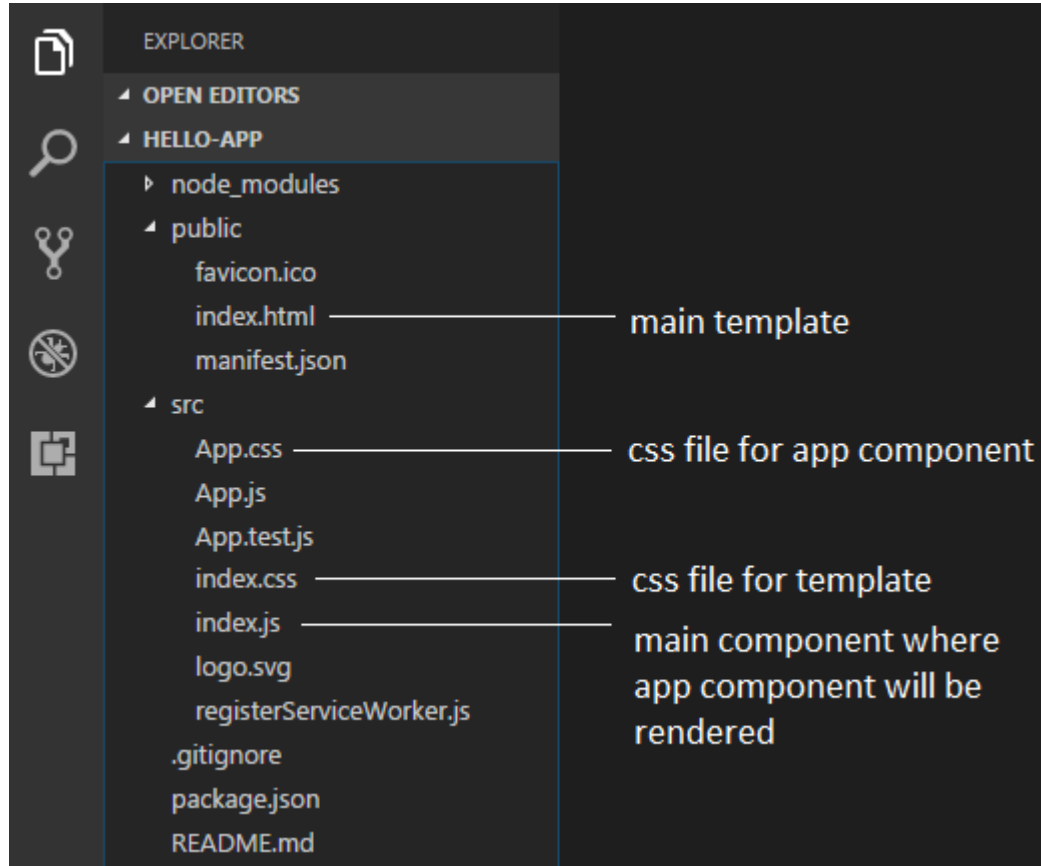 EXPLORER
OPEN EDITORS
HELLO-APP
node_modules
public
favicon.ico
index.html
main template
manifest.json
src
App.css
css file for app component
App.js
App.test.js
index.css
css file for template
index.js
main component where
app component will be
rendered
logo.svg
registerServiceWorker.js
.gitignore
package.json
README.md